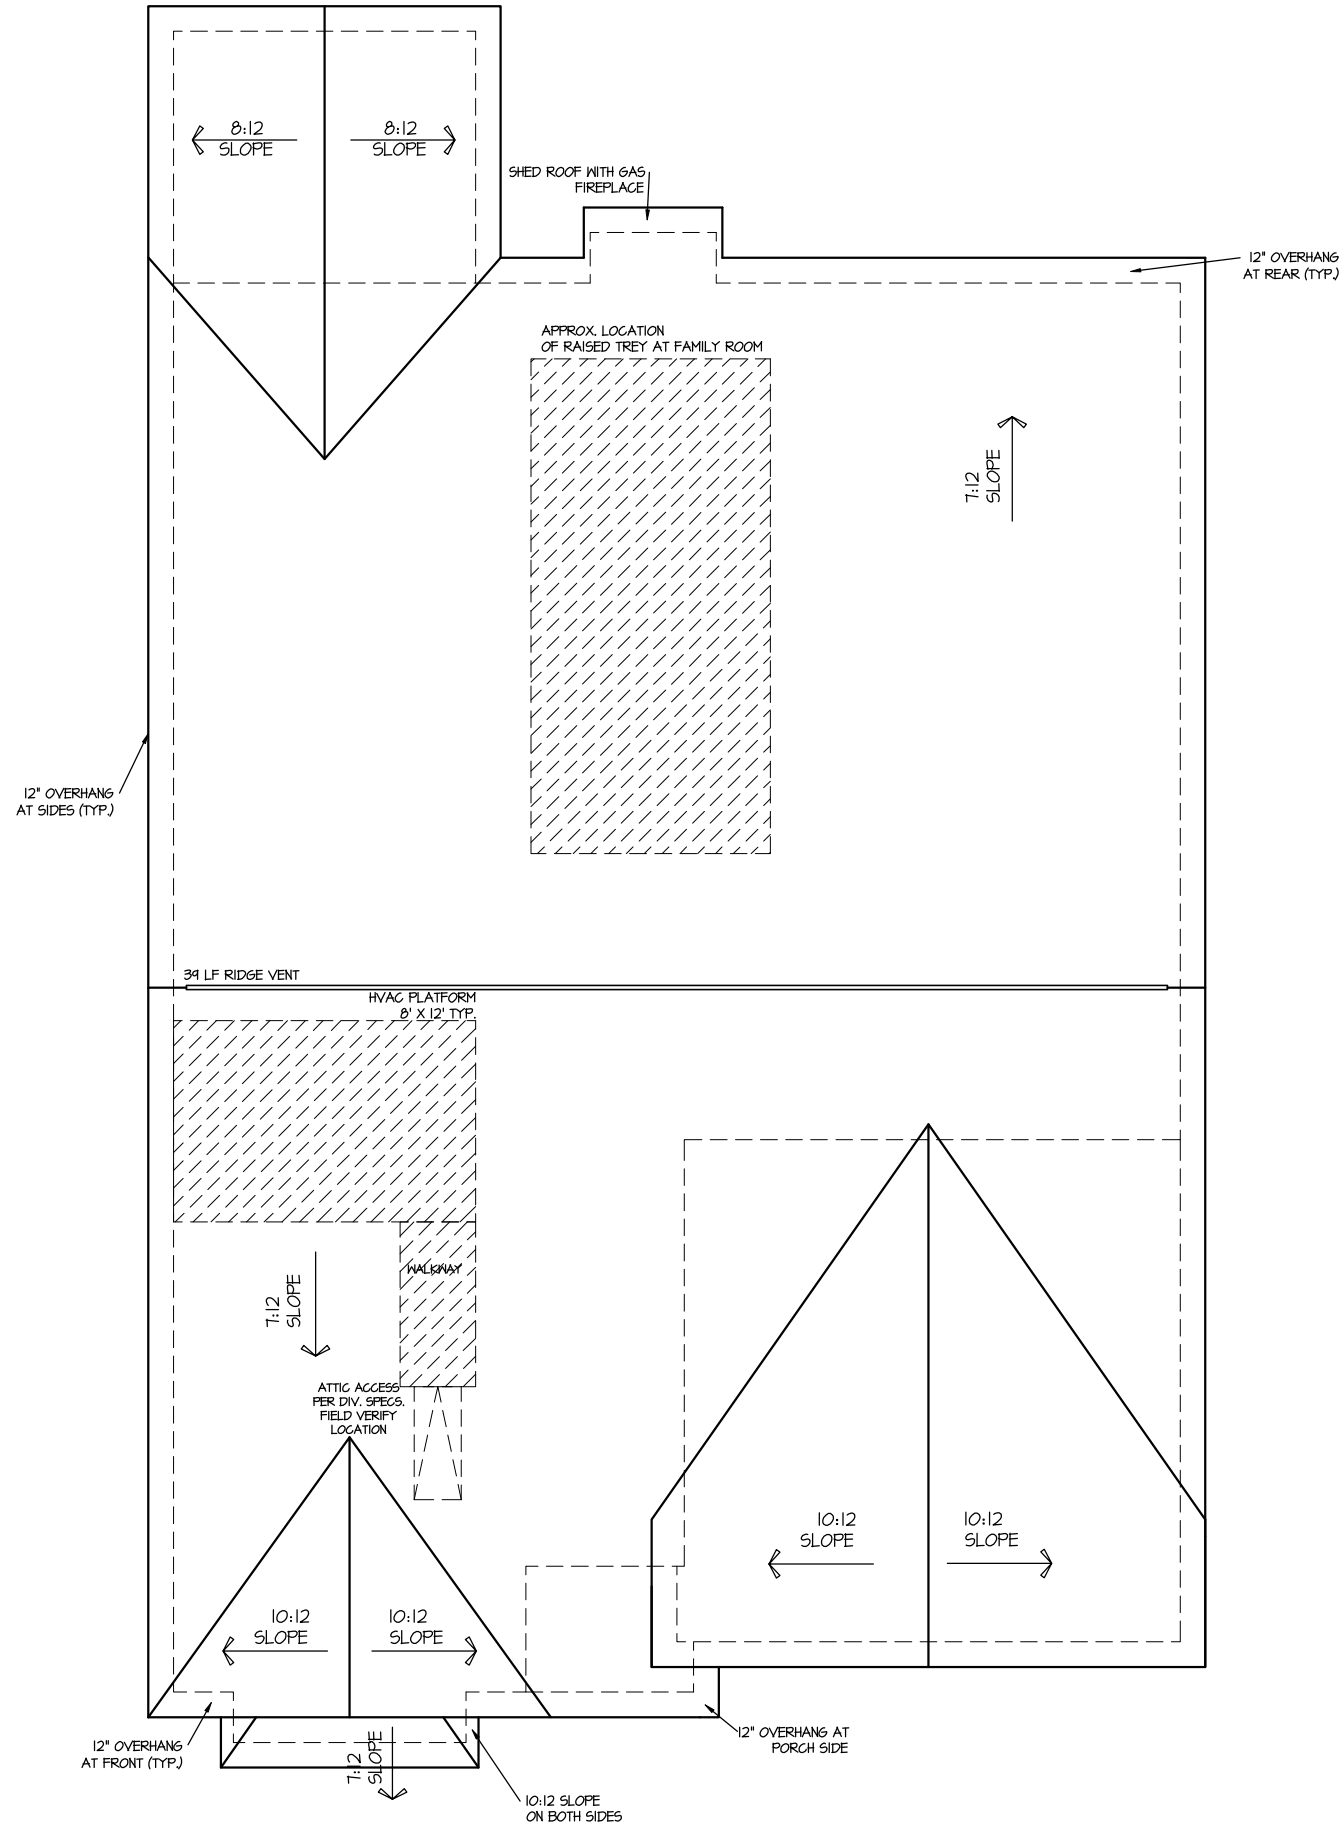 8:12
SLOPE
8:12
SLOPE
SHED ROOF WITH GAS
FIREPLACE
12" OVERHANG
AT REAR (TYP.)
APPROX. LOCATION
OF RAISED TREY AT FAMILY ROOM
7:12
SLOPE
12" OVERHANG
AT SIDES (TYP.)
39 LF RIDGE VENT
HVAC PLATFORM
8' X 12' TYP.
WALKWAY
7:12
SLOPE
ATTIC ACCESS
PER DIV. SPECS.
FIELD VERIFY
LOCATION
10:12
SLOPE
10:12
SLOPE
10:12
SLOPE
10:12
SLOPE
12" OVERHANG
AT FRONT (TYP.)
7:12
SLOPE
12" OVERHANG AT
PORCH SIDE
10:12 SLOPE
ON BOTH SIDES